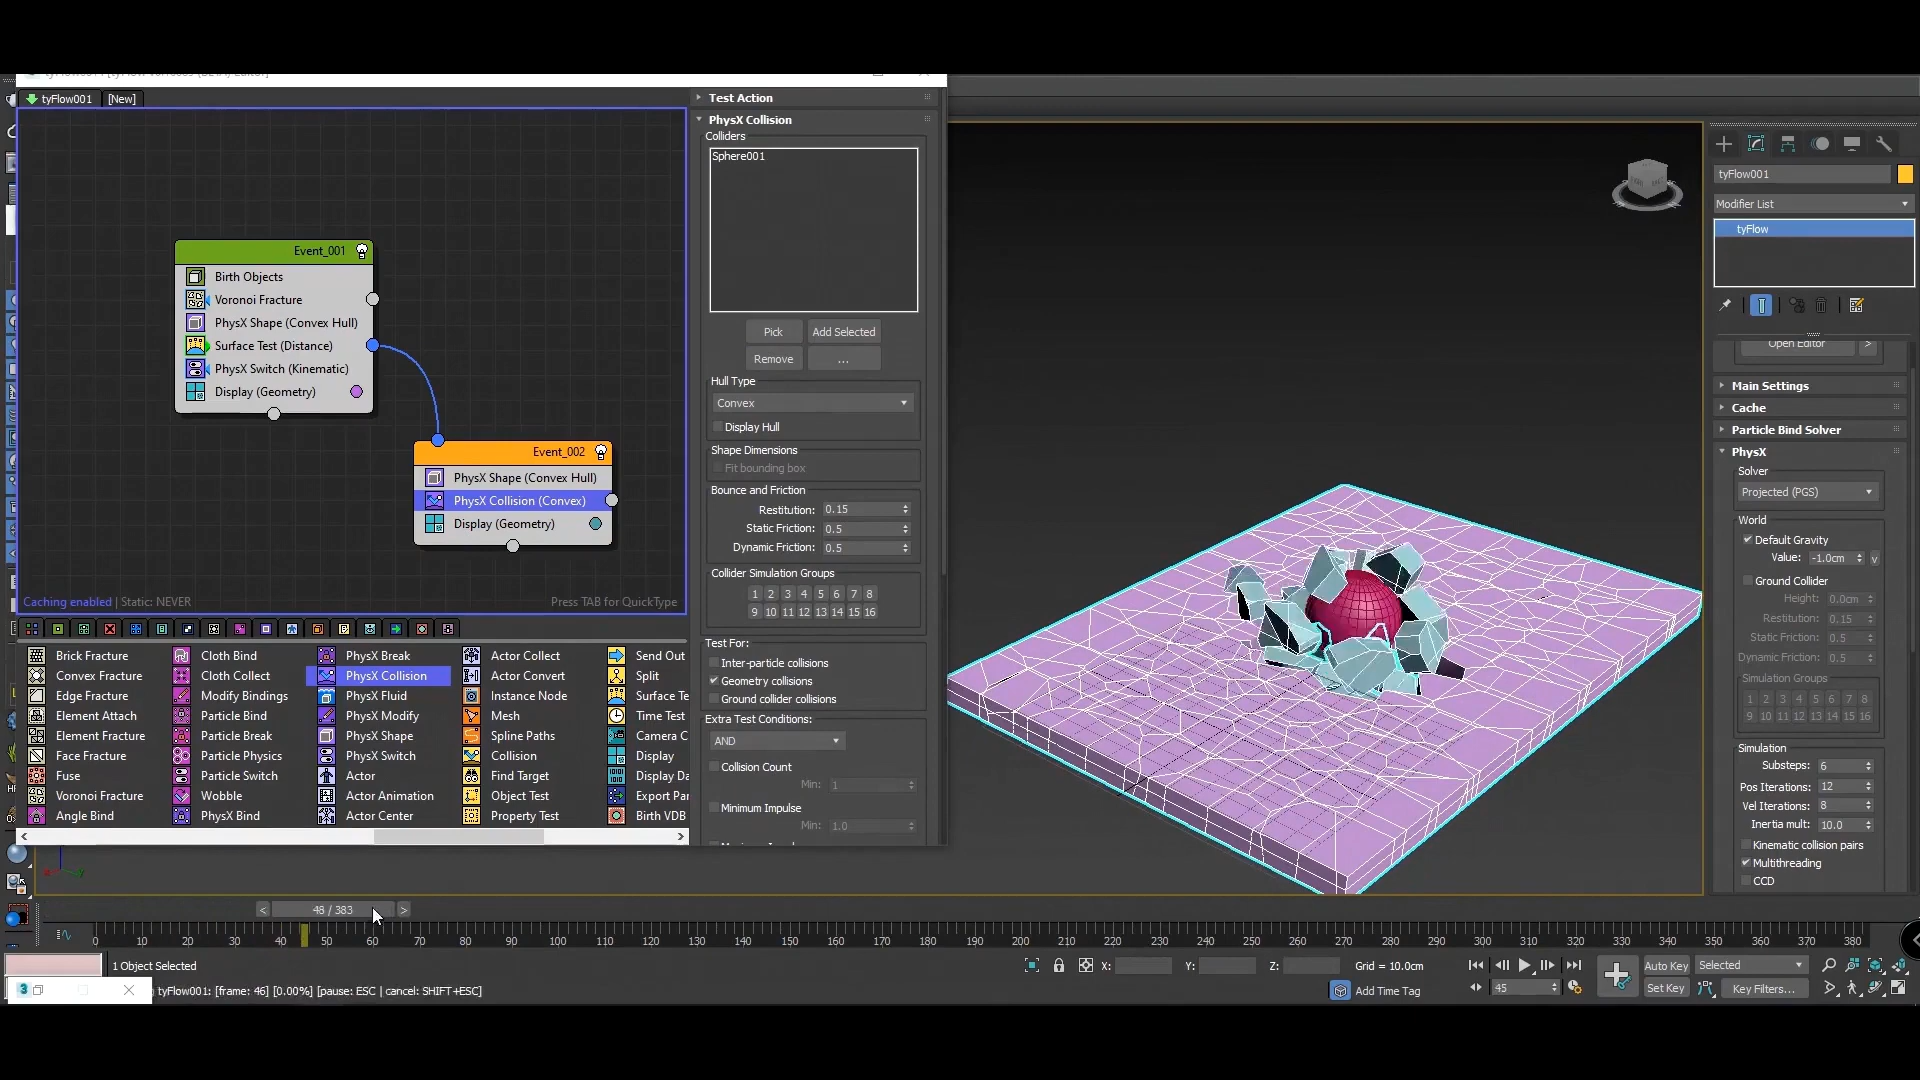 tyFlow001 [New]
Event_001
Birth Objects
Voronoi Fracture
PhysX Shape (Convex Hull)
Surface Test (Distance)
PhysX Switch (Kinematic)
Display (Geometry)
Event_002
PhysX Shape (Convex Hull)
PhysX Collision (Convex)
Display (Geometry)
Caching enabled | Static: NEVER
Press TAB for QuickType
Test Action
PhysX Collision
Colliders
Sphere001
Pick Add Selected
Remove ...
Hull Type
Convex
Display Hull
Shape Dimensions
Fit bounding box
Bounce and Friction
Restitution: 0.15
Static Friction: 0.5
Dynamic Friction: 0.5
Collider Simulation Groups
1 2 3 4 5 6 7 8
9 10 11 12 13 14 15 16
Test For:
Inter-particle collisions
Geometry collisions
Ground collider collisions
Extra Test Conditions:
AND
Collision Count
Min: 1
Minimum Impulse
Min: 1.0
Brick Fracture Cloth Bind PhysX Break Actor Collect Send Out
Convex Fracture Cloth Collect PhysX Collision Actor Convert Split
Edge Fracture Modify Bindings PhysX Fluid Instance Node Surface Te
Element Attach Particle Bind PhysX Modify Mesh Time Test
Element Fracture Particle Break PhysX Shape Spline Paths Camera C
Face Fracture Particle Physics PhysX Switch Collision Display
Fuse Particle Switch Actor Find Target Display Da
Voronoi Fracture Wobble Actor Animation Object Test Export Par
Angle Bind PhysX Bind Actor Center Property Test Birth VDB
tyFlow001
Modifier List
tyFlow
Open Editor >
Main Settings
Cache
Particle Bind Solver
PhysX
Solver
Projected (PGS)
World
Default Gravity
Value: -1.0cm v
Ground Collider
Height: 0.0cm
Restitution: 0.15
Static Friction: 0.5
Dynamic Friction: 0.5
Simulation Groups
1 2 3 4 5 6 7 8
9 10 11 12 13 14 15 16
Simulation
Substeps: 6
Pos Iterations: 12
Vel Iterations: 8
Inertia mult: 10.0
Kinematic collision pairs
Multithreading
CCD
< 48 / 383 >
0 10 20 30 40 50 60 70 80 90 100 110 120 130 140 150 160 170 180 190 200 210 220 230 240 250 260 270 280 290 300 310 320 330 340 350 360 370 380
1 Object Selected
X: Y: Z: Grid = 10.0cm
Auto Key Selected
tyFlow001: [frame: 46] [0.00%] [pause: ESC | cancel: SHIFT+ESC]
Add Time Tag
45
Set Key Key Filters...